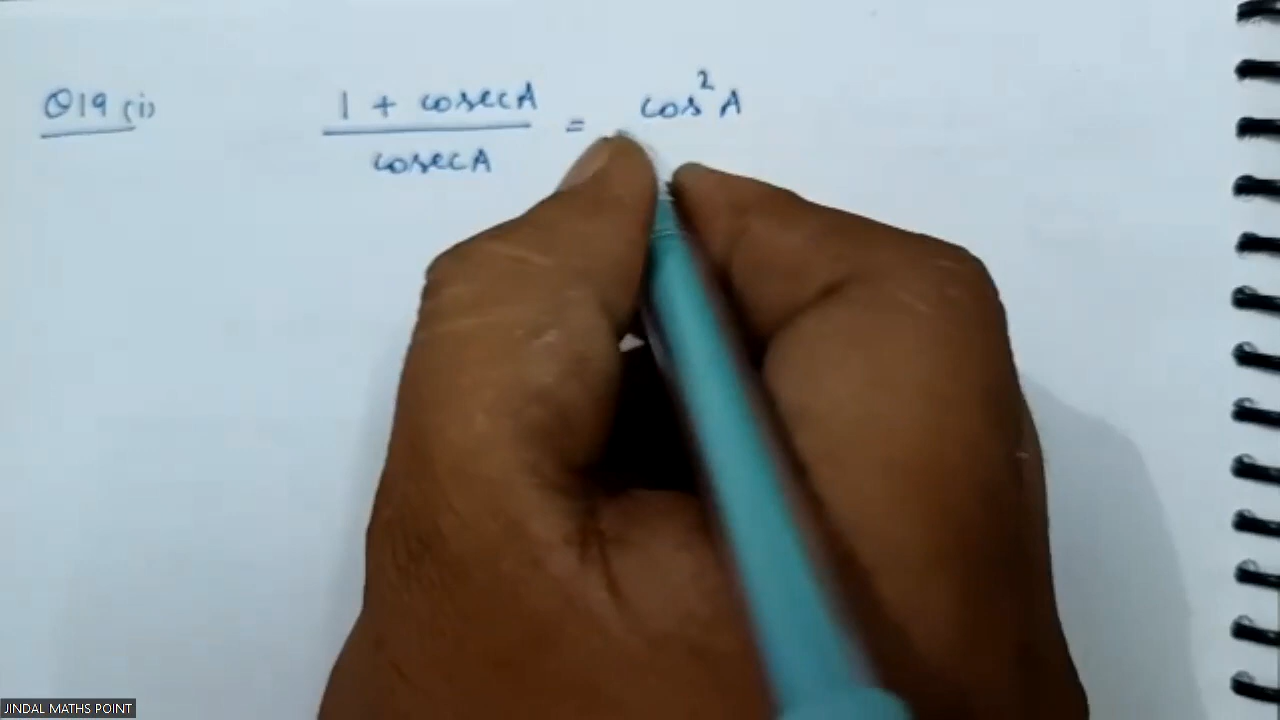 Q19 (i) 1 + cosecA = cos²A
cosecA
JINDAL MATHS POINT